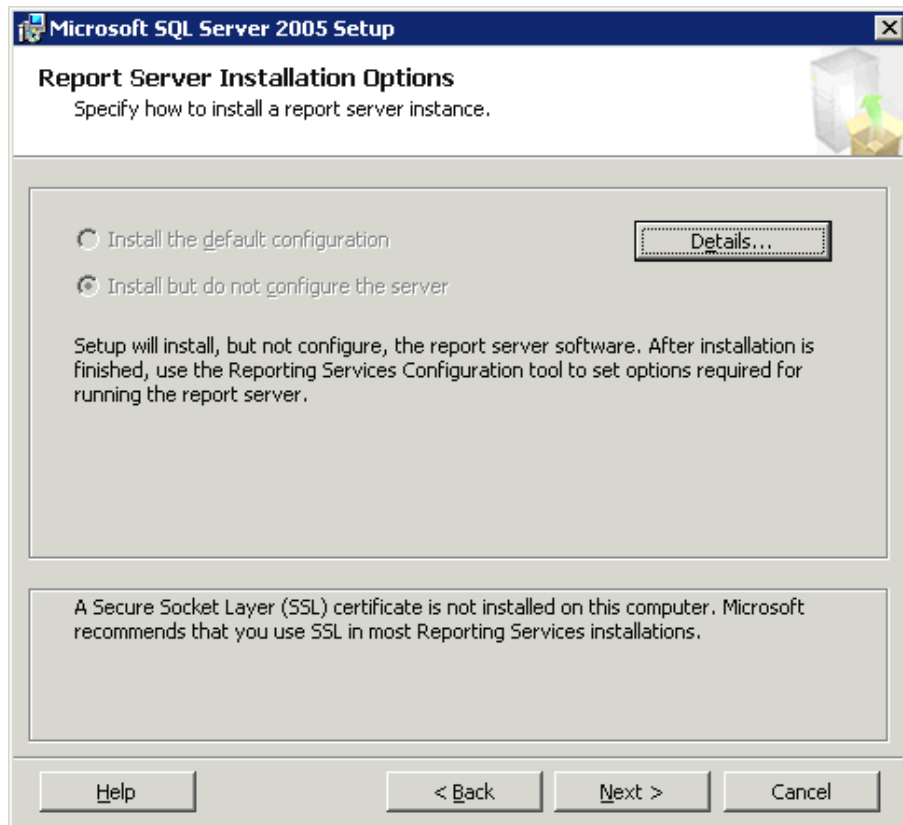 Microsoft SQL Server 2005 Setup
Report Server Installation Options
Specify how to install a report server instance.
Install the default configuration
Details...
Install but do not configure the server
Setup will install, but not configure, the report server software. After installation is
finished, use the Reporting Services Configuration tool to set options required for
running the report server.
A Secure Socket Layer (SSL) certificate is not installed on this computer. Microsoft
recommends that you use SSL in most Reporting Services installations.
Help
< Back
Next >
Cancel